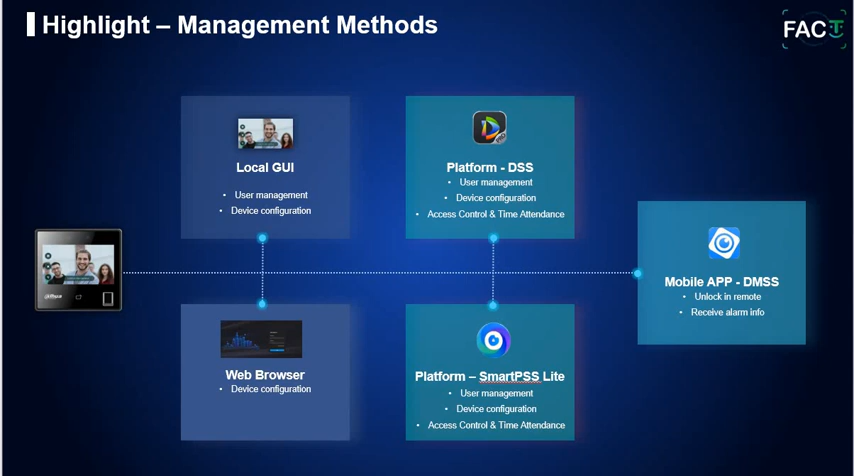 Highlight – Management Methods
FACT
Local GUI
• User management
• Device configuration
Platform - DSS
• User management
• Device configuration
• Access Control & Time Attendance
alhua
Mobile APP - DMSS
• Unlock in remote
• Receive alarm info
Web Browser
• Device configuration
Platform – SmartPSS Lite
• User management
• Device configuration
• Access Control & Time Attendance